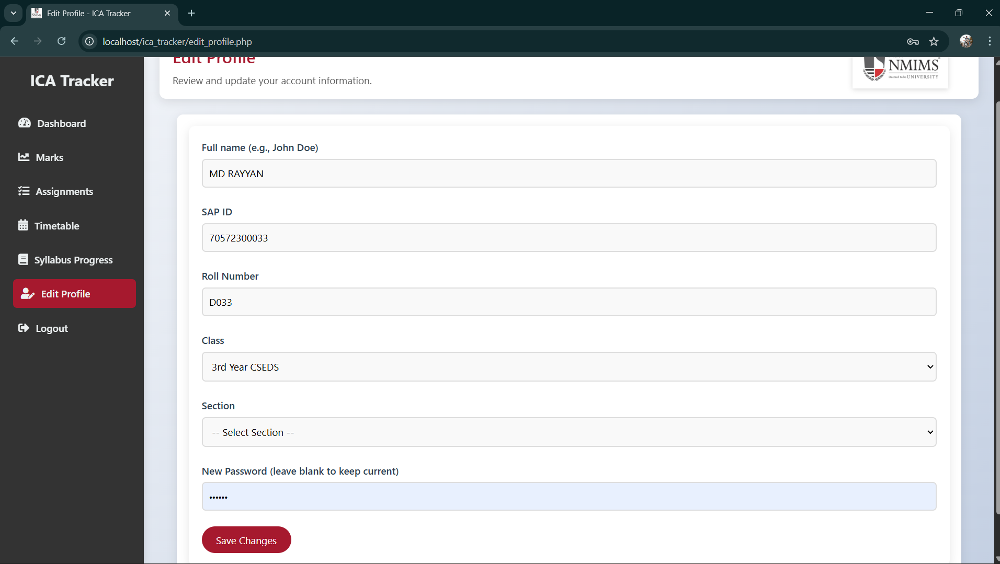 Edit Profile - ICA Tracker
localhost/ica_tracker/edit_profile.php
ICA Tracker
Dashboard
Marks
Assignments
Timetable
Syllabus Progress
Edit Profile
Logout
Edit Profile
Review and update your account information.
NMIMS
Deemed to be UNIVERSITY
Full name (e.g., John Doe)
MD RAYYAN
SAP ID
70572300033
Roll Number
D033
Class
3rd Year CSEDS
Section
-- Select Section --
New Password (leave blank to keep current)
••••••
Save Changes